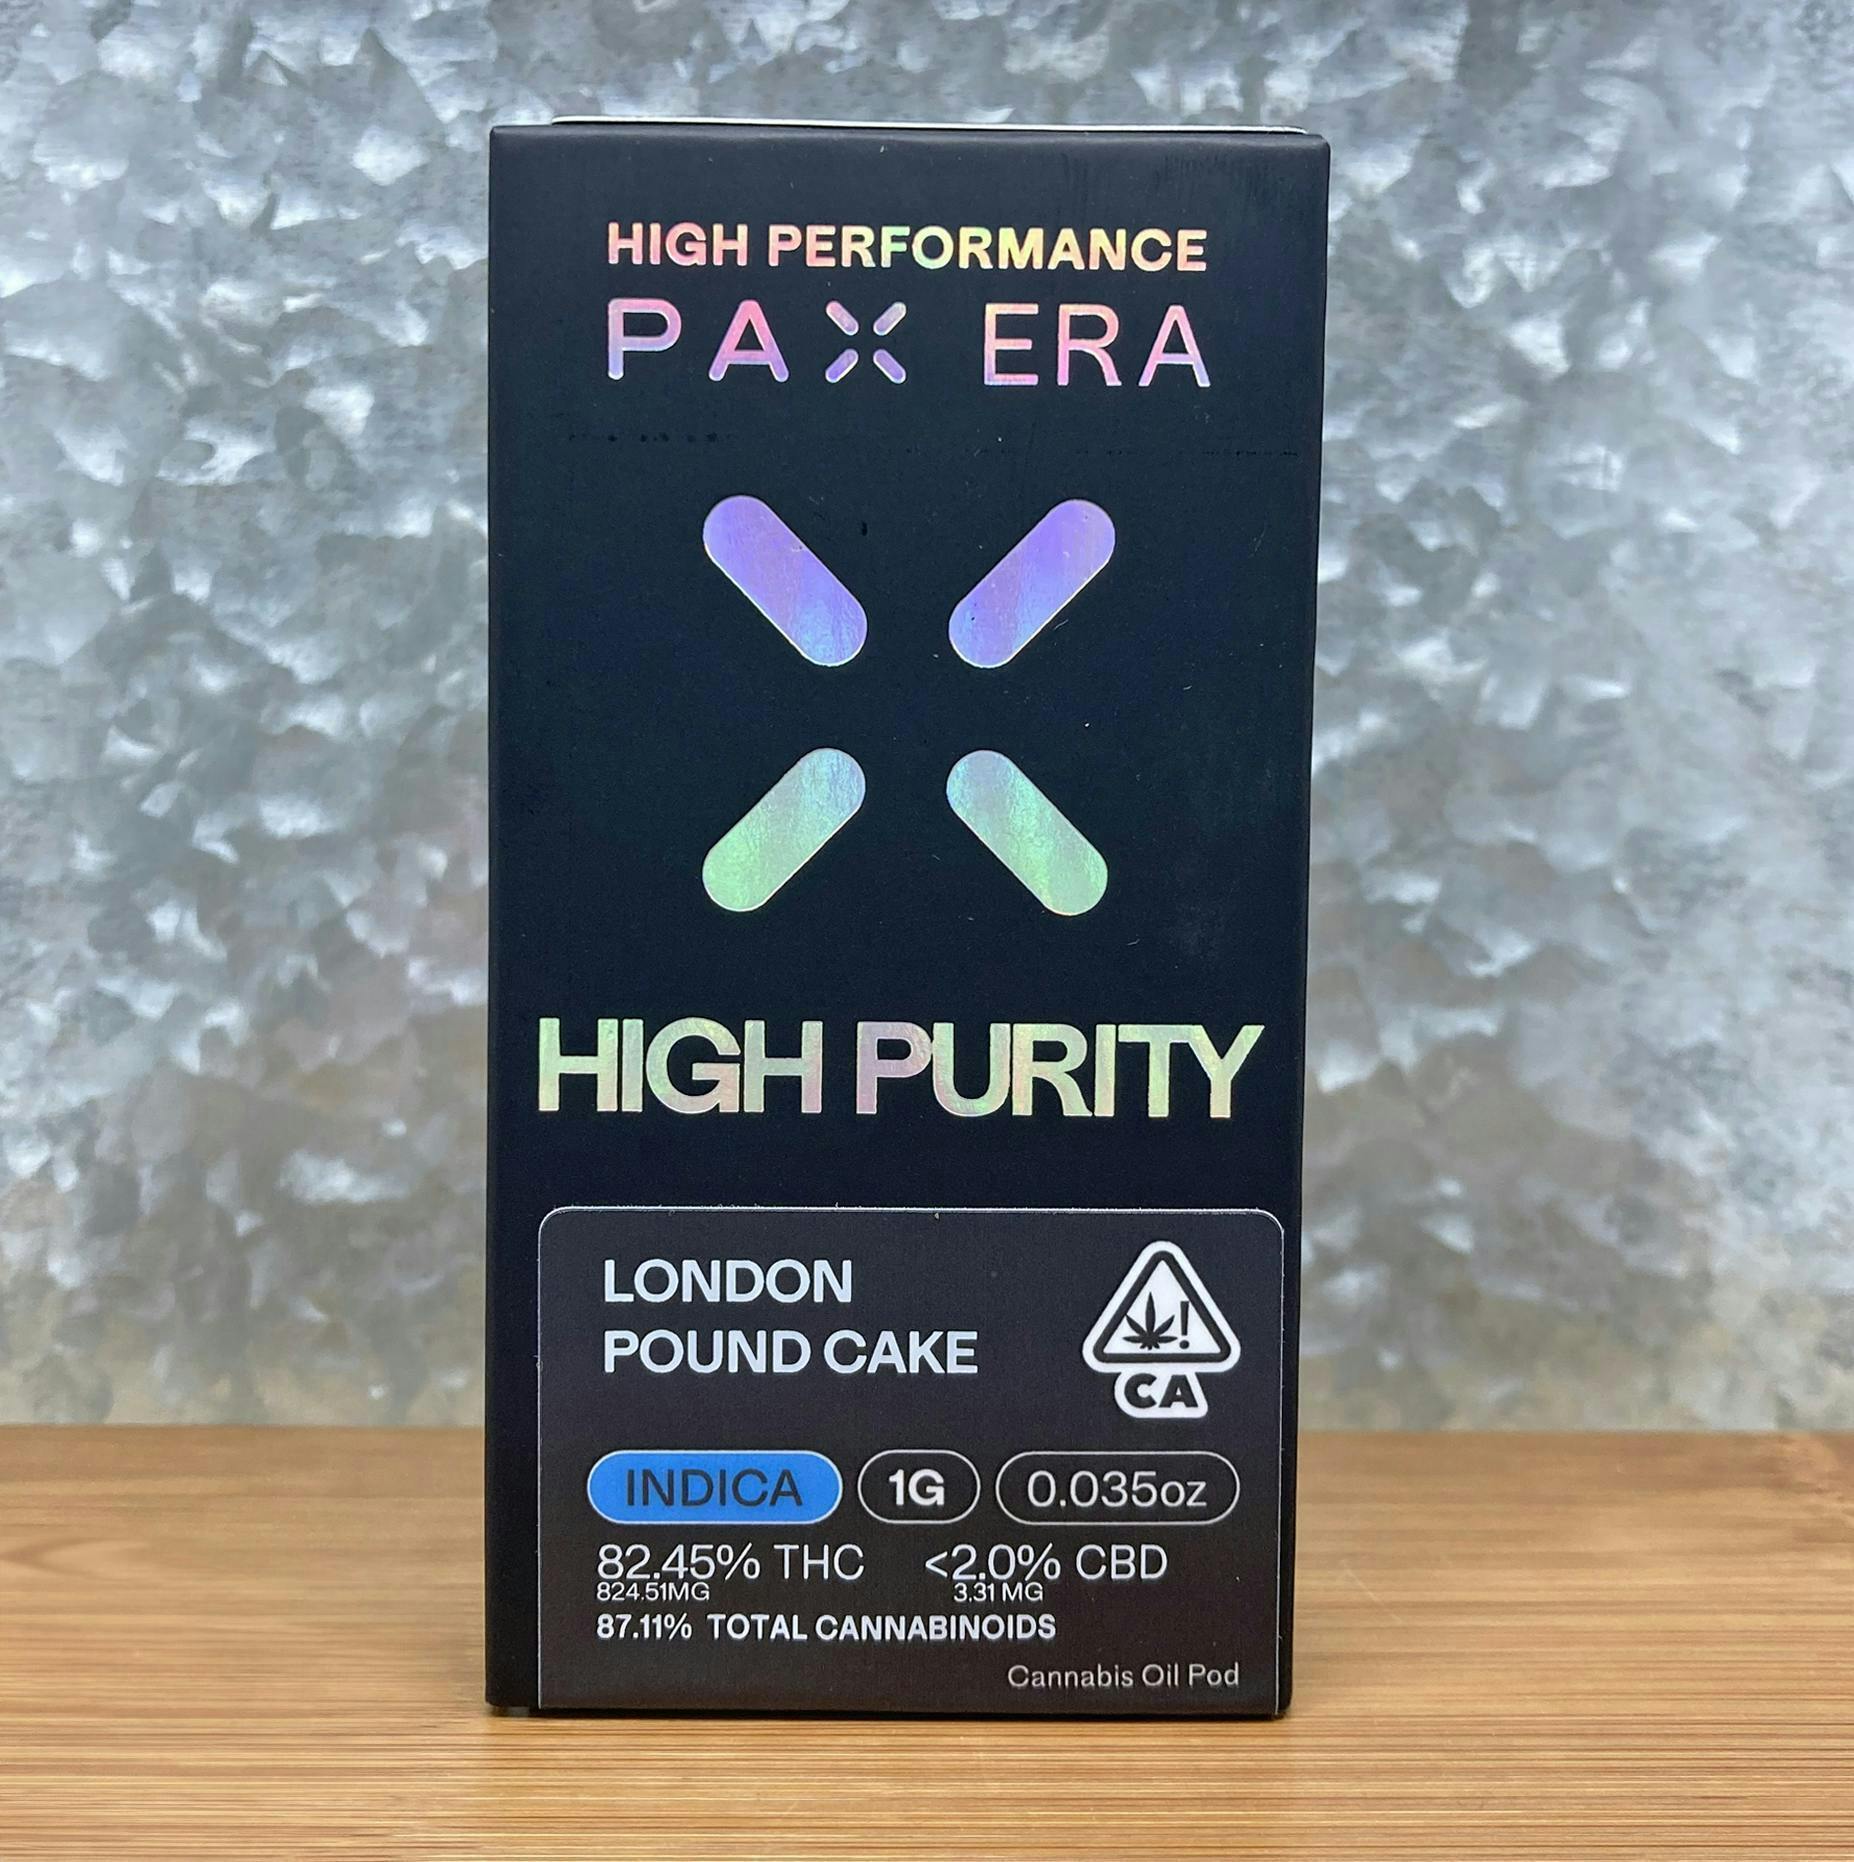 HIGH PERFORMANCE
PAX ERA
HIGH PURITY
LONDON
POUND CAKE
!
CA
INDICA 1G 0.035oz
82.45% THC <2.0% CBD
824.51MG 3.31 MG
87.11% TOTAL CANNABINOIDS
Cannabis Oil Pod